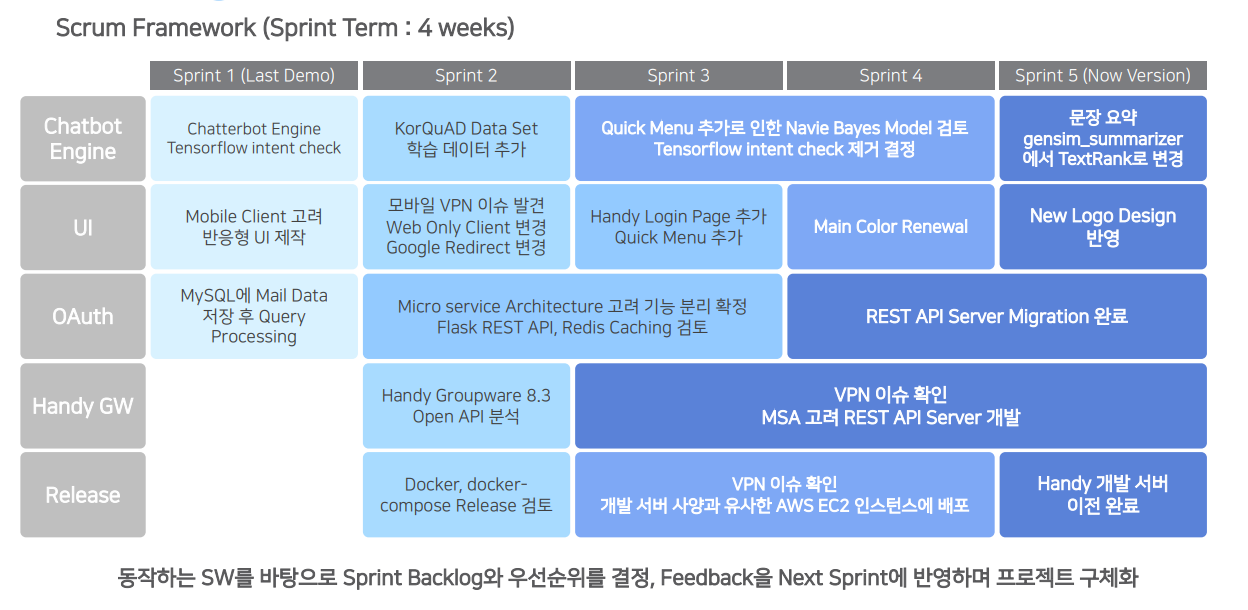 Scrum Framework (Sprint Term : 4 weeks)
Sprint 1 (Last Demo)
Sprint 2
Sprint 3
Sprint 4
Sprint 5 (Now Version)
Chatbot
Engine
Chatterbot Engine
Tensorflow intent check
KorQuAD Data Set
학습 데이터 추가
Quick Menu 추가로 인한 Navie Bayes Model 검토
Tensorflow intent check 제거 결정
문장 요약
gensim_summarizer
에서 TextRank로 변경
UI
Mobile Client 고려
반응형 UI 제작
모바일 VPN 이슈 발견
Web Only Client 변경
Google Redirect 변경
Handy Login Page 추가
Quick Menu 추가
Main Color Renewal
New Logo Design
반영
OAuth
MySQL에 Mail Data
저장 후 Query
Processing
Micro service Architecture 고려 기능 분리 확정
Flask REST API, Redis Caching 검토
REST API Server Migration 완료
Handy GW
Handy Groupware 8.3
Open API 분석
VPN 이슈 확인
MSA 고려 REST API Server 개발
Release
Docker, docker-
compose Release 검토
VPN 이슈 확인
개발 서버 사양과 유사한 AWS EC2 인스턴스에 배포
Handy 개발 서버
이전 완료
동작하는 SW를 바탕으로 Sprint Backlog와 우선순위를 결정, Feedback을 Next Sprint에 반영하며 프로젝트 구체화